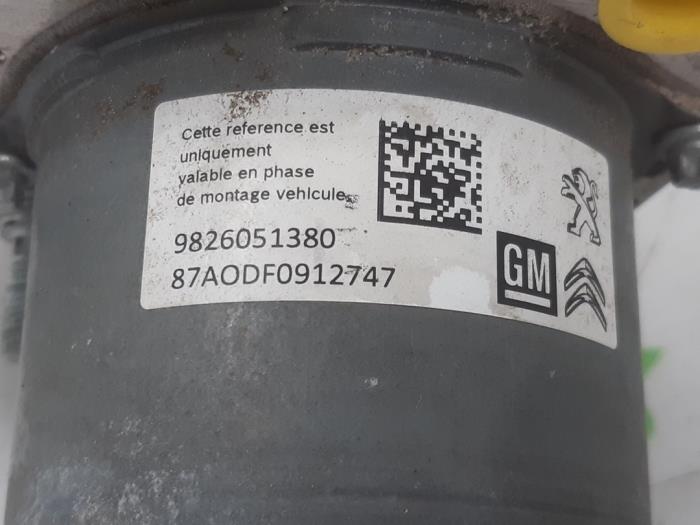 Cette reference est
uniquement
valable en phase
de montage vehicule.
9826051380
87AODF0912747
GM